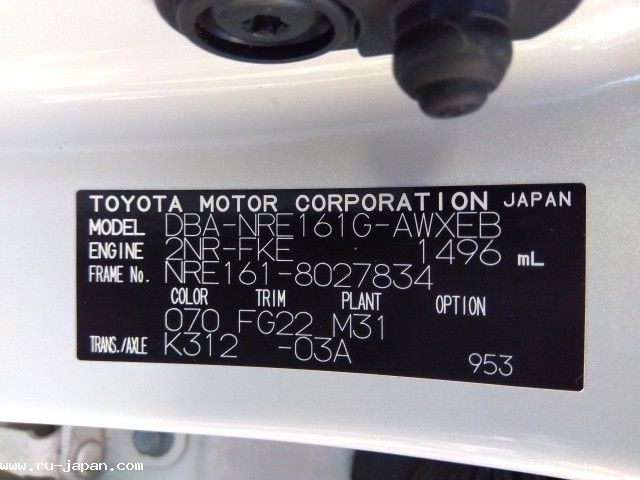 TOYOTA MOTOR CORPORATION JAPAN
MODEL DBA-NRE161G-AWXEB
ENGINE 2NR-FKE 1496 mL
FRAME No. NRE161-8027834
COLOR TRIM PLANT OPTION
070 FG22 M31
TRANS./AXLE K312 -03A 953
www.ru-japan.com